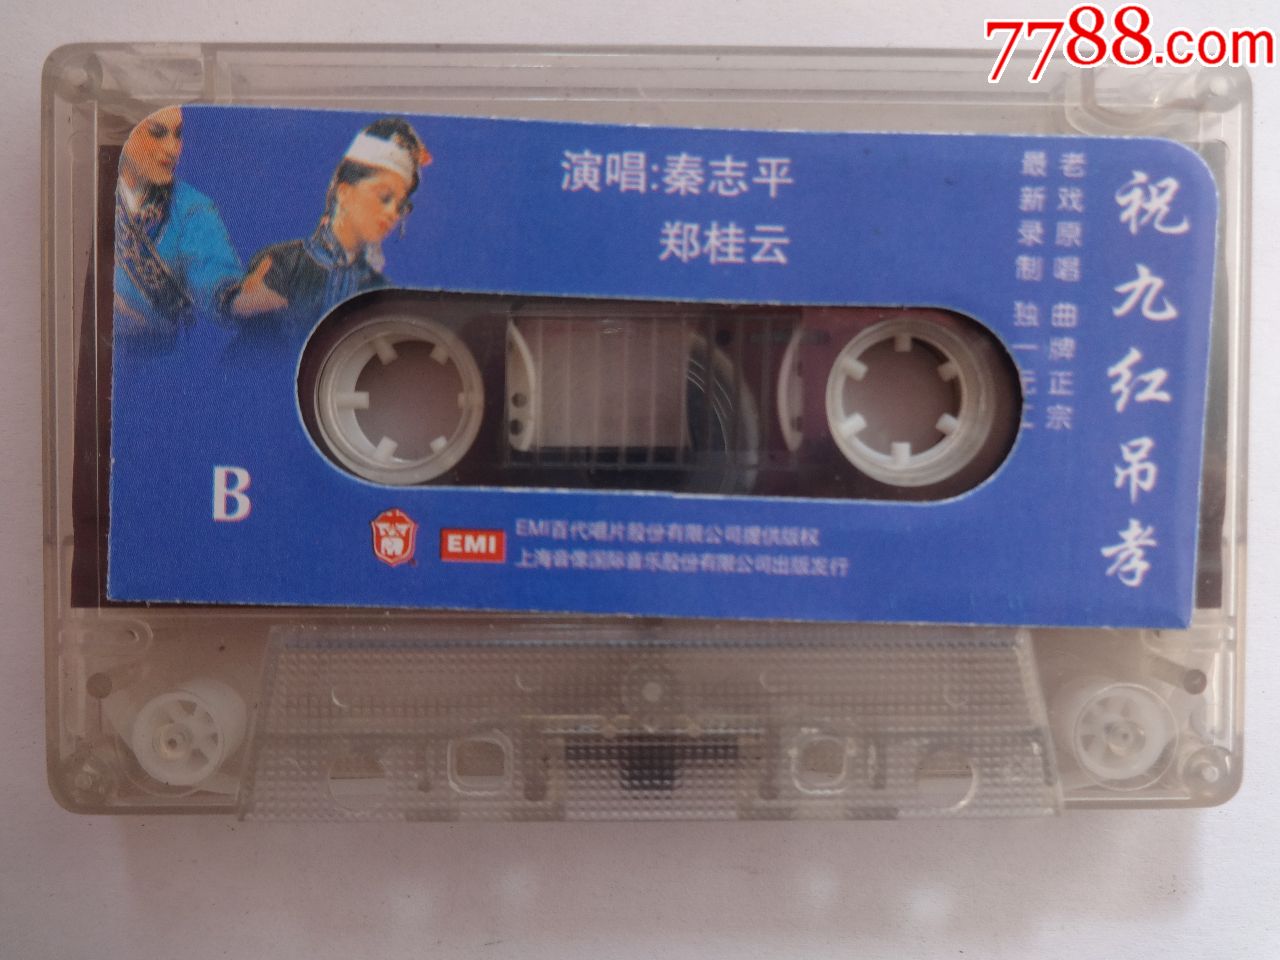 7788.com
演唱:秦志平
郑桂云
祝九红吊孝
老戏原唱 曲牌正宗
最新录制 独一无二
B
EMI
EMI百代唱片股份有限公司提供版权
上海音像国际音乐股份有限公司出版发行